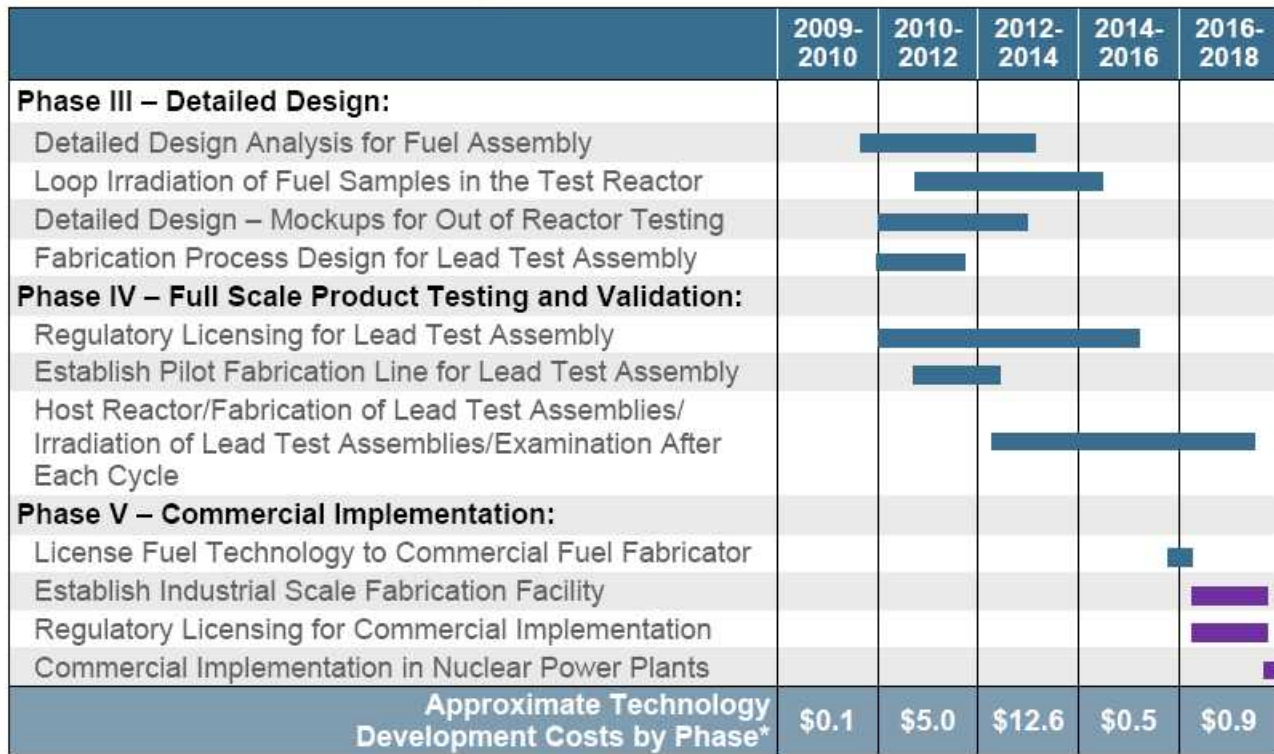 2009-
2010
2010-
2012
2012-
2014
2014-
2016
2016-
2018
Phase III – Detailed Design:
Detailed Design Analysis for Fuel Assembly
Loop Irradiation of Fuel Samples in the Test Reactor
Detailed Design – Mockups for Out of Reactor Testing
Fabrication Process Design for Lead Test Assembly
Phase IV – Full Scale Product Testing and Validation:
Regulatory Licensing for Lead Test Assembly
Establish Pilot Fabrication Line for Lead Test Assembly
Host Reactor/Fabrication of Lead Test Assemblies/
Irradiation of Lead Test Assemblies/Examination After
Each Cycle
Phase V – Commercial Implementation:
License Fuel Technology to Commercial Fuel Fabricator
Establish Industrial Scale Fabrication Facility
Regulatory Licensing for Commercial Implementation
Commercial Implementation in Nuclear Power Plants
Approximate Technology
Development Costs by Phase*
$0.1
$5.0
$12.6
$0.5
$0.9